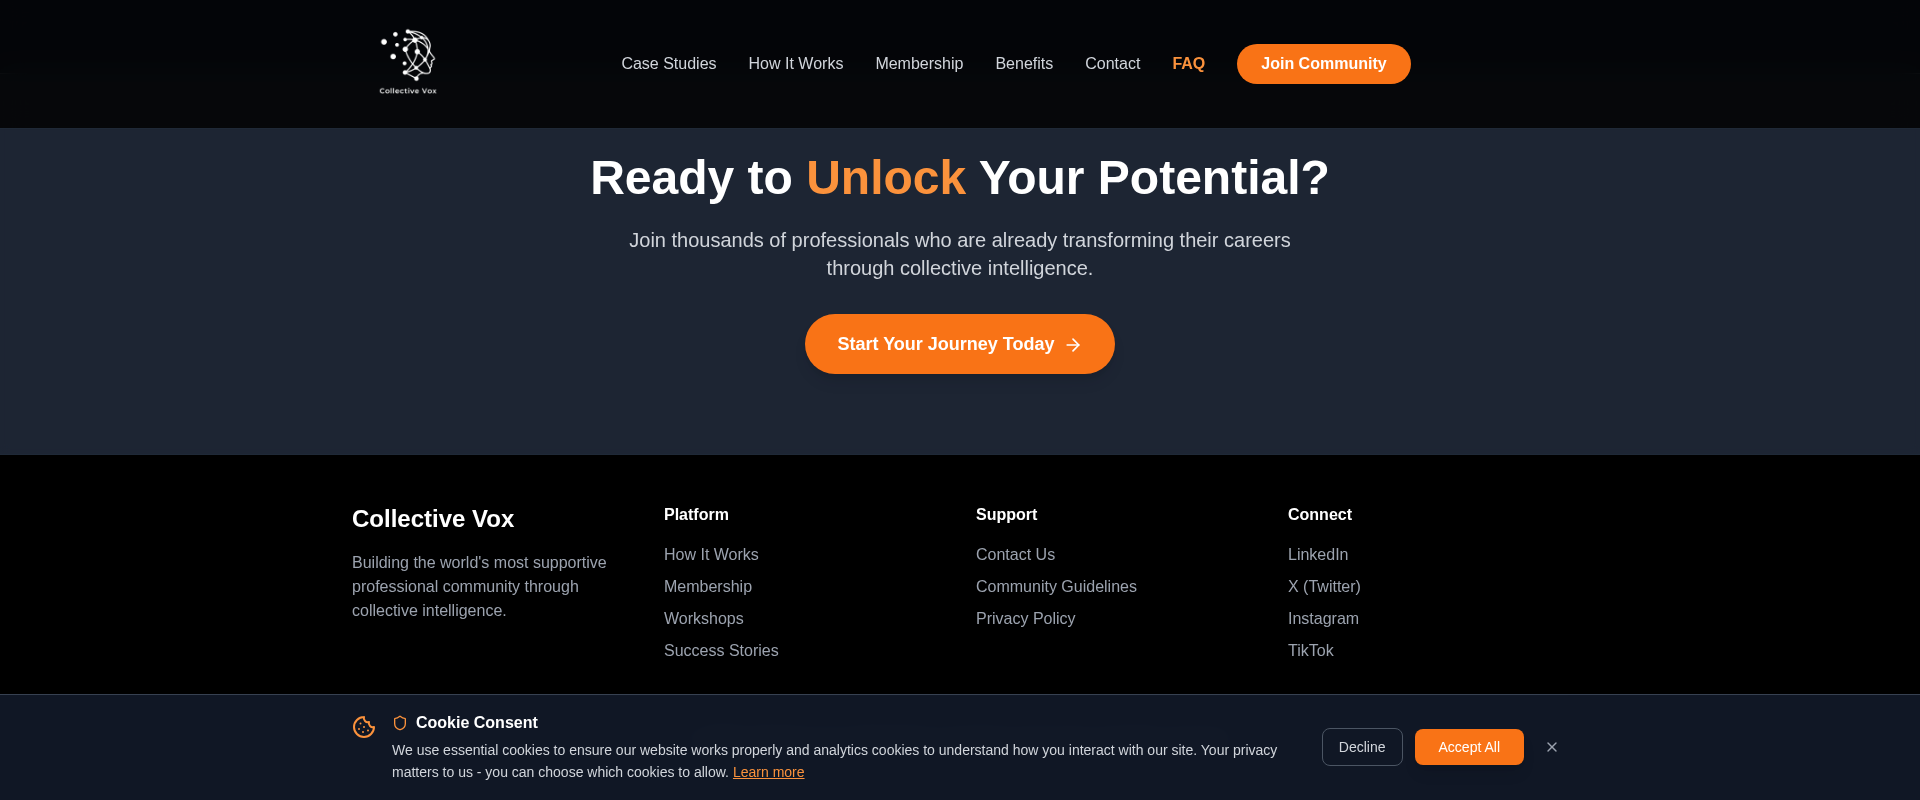 Collective Vox
Case Studies
How It Works
Membership
Benefits
Contact
FAQ
Join Community
Ready to Unlock Your Potential?
Join thousands of professionals who are already transforming their careers
through collective intelligence.
Start Your Journey Today
Collective Vox
Building the world's most supportive
professional community through
collective intelligence.
Platform
How It Works
Membership
Workshops
Success Stories
Support
Contact Us
Community Guidelines
Privacy Policy
Connect
LinkedIn
X (Twitter)
Instagram
TikTok
Cookie Consent
We use essential cookies to ensure our website works properly and analytics cookies to understand how you interact with our site. Your privacy
matters to us - you can choose which cookies to allow. Learn more
Decline
Accept All